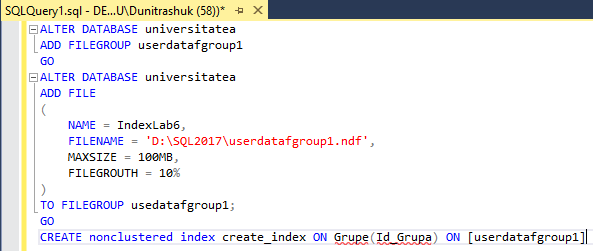 SQLQuery1.sql - DE...U\Dunitrashuk (58))*
ALTER DATABASE universitatea
ADD FILEGROUP userdatafgroup1
GO
ALTER DATABASE universitatea
ADD FILE
(
NAME = IndexLab6,
FILENAME = 'D:\SQL2017\userdatafgroup1.ndf',
MAXSIZE = 100MB,
FILEGROUTH = 10%
)
TO FILEGROUP usedatafgroup1;
GO
CREATE nonclustered index create_index ON Grupe(Id_Grupa) ON [userdatafgroup1]